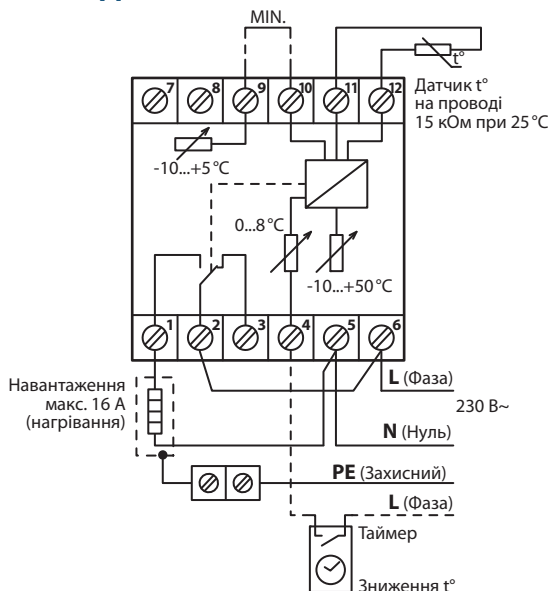 MIN.
7 8 9 10 11 12
t°
Датчик t°
на проводі
15 кОм при 25 °C
-10...+5 °C
0...8 °C
-10...+50 °C
1 2 3 4 5 6
Навантаження
макс. 16 А
(нагрівання)
L (Фаза)
230 В~
N (Нуль)
PE (Захисний)
L (Фаза)
Таймер
Зниження t°